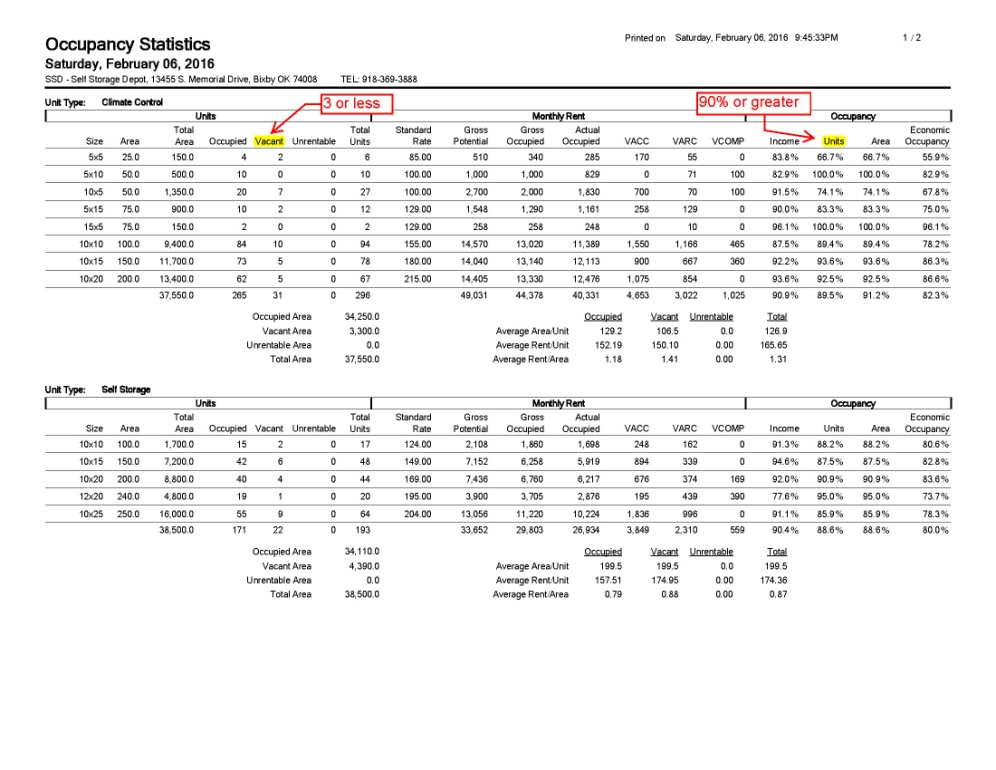 Occupancy Statistics
Printed on Saturday, February 06, 2016 9:45:33PM 1 / 2
Saturday, February 06, 2016
SSD - Self Storage Depot, 13455 S. Memorial Drive, Bixby OK 74008 TEL: 918-369-3888
3 or less
90% or greater
Unit Type: Climate Control
Units Monthly Rent Occupancy
Total Total Standard Gross Gross Actual Economic
Size Area Area Occupied Vacant Unrentable Units Rate Potential Occupied Occupied VACC VARC VCOMP Income Units Area Occupancy
5x5 25.0 150.0 4 2 0 6 85.00 510 340 285 170 55 0 83.8% 66.7% 66.7% 55.9%
5x10 50.0 500.0 10 0 0 10 100.00 1,000 1,000 829 0 71 100 82.9% 100.0% 100.0% 82.9%
10x5 50.0 1,350.0 20 7 0 27 100.00 2,700 2,000 1,830 700 70 100 91.5% 74.1% 74.1% 67.8%
5x15 75.0 900.0 10 2 0 12 129.00 1,548 1,290 1,161 258 129 0 90.0% 83.3% 83.3% 75.0%
15x5 75.0 150.0 2 0 0 2 129.00 258 258 248 0 10 0 96.1% 100.0% 100.0% 96.1%
10x10 100.0 9,400.0 84 10 0 94 155.00 14,570 13,020 11,389 1,550 1,166 465 87.5% 89.4% 89.4% 78.2%
10x15 150.0 11,700.0 73 5 0 78 180.00 14,040 13,140 12,113 900 667 360 92.2% 93.6% 93.6% 86.3%
10x20 200.0 13,400.0 62 5 0 67 215.00 14,405 13,330 12,476 1,075 854 0 93.6% 92.5% 92.5% 86.6%
37,550.0 265 31 0 296 49,031 44,378 40,331 4,653 3,022 1,025 90.9% 89.5% 91.2% 82.3%
Occupied Area 34,250.0 Occupied Vacant Unrentable Total
Vacant Area 3,300.0 Average Area/Unit 129.2 106.5 0.0 126.9
Unrentable Area 0.0 Average Rent/Unit 152.19 150.10 0.00 165.65
Total Area 37,550.0 Average Rent/Area 1.18 1.41 0.00 1.31
Unit Type: Self Storage
Units Monthly Rent Occupancy
Total Total Standard Gross Gross Actual Economic
Size Area Area Occupied Vacant Unrentable Units Rate Potential Occupied Occupied VACC VARC VCOMP Income Units Area Occupancy
10x10 100.0 1,700.0 15 2 0 17 124.00 2,108 1,860 1,698 248 162 0 91.3% 88.2% 88.2% 80.6%
10x15 150.0 7,200.0 42 6 0 48 149.00 7,152 6,258 5,919 894 339 0 94.6% 87.5% 87.5% 82.8%
10x20 200.0 8,800.0 40 4 0 44 169.00 7,436 6,760 6,217 676 374 169 92.0% 90.9% 90.9% 83.6%
12x20 240.0 4,800.0 19 1 0 20 195.00 3,900 3,705 2,876 195 439 390 77.6% 95.0% 95.0% 73.7%
10x25 250.0 16,000.0 55 9 0 64 204.00 13,056 11,220 10,224 1,836 996 0 91.1% 85.9% 85.9% 78.3%
38,500.0 171 22 0 193 33,652 29,803 26,934 3,849 2,310 559 90.4% 88.6% 88.6% 80.0%
Occupied Area 34,110.0 Occupied Vacant Unrentable Total
Vacant Area 4,390.0 Average Area/Unit 199.5 199.5 0.0 199.5
Unrentable Area 0.0 Average Rent/Unit 157.51 174.95 0.00 174.36
Total Area 38,500.0 Average Rent/Area 0.79 0.88 0.00 0.87